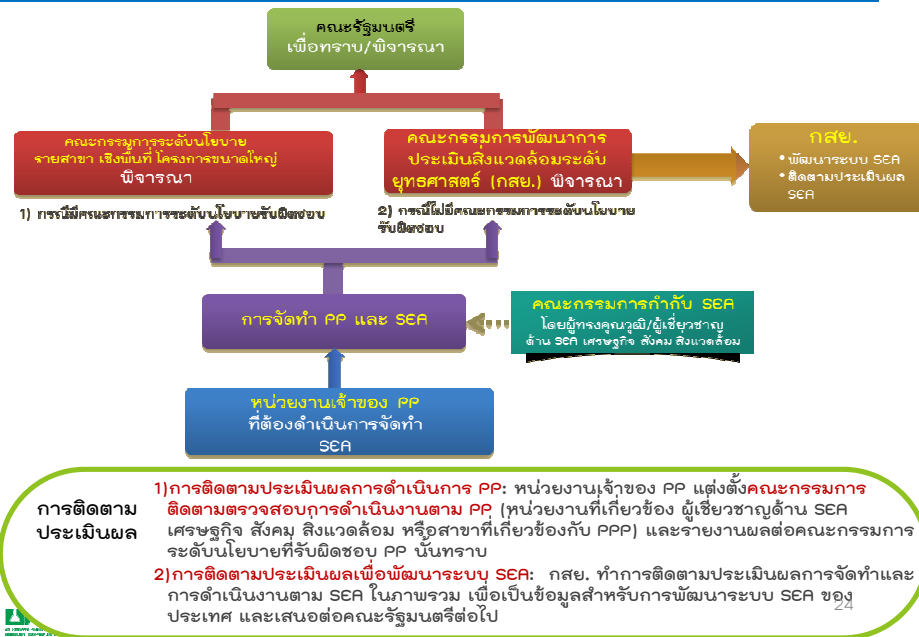 คณะรัฐมนตรี
เพื่อทราบ/พิจารณา
คณะกรรมการระดับนโยบาย
รายสาขา เชิงพื้นที่ โครงการขนาดใหญ่
พิจารณา
คณะกรรมการพัฒนาการ
ประเมินสิ่งแวดล้อมระดับ
ยุทธศาสตร์ (กสย.) พิจารณา
กสย.
• พัฒนาระบบ SEA
• ติดตามประเมินผล
SEA
1) กรณีมีคณะกรรมการระดับนโยบายรับผิดชอบ
2) กรณีไม่มีคณะกรรมการระดับนโยบาย
รับผิดชอบ
การจัดทำ PP และ SEA
คณะกรรมการกำกับ SEA
โดยผู้ทรงคุณวุฒิ/ผู้เชี่ยวชาญ
ด้าน SEA เศรษฐกิจ สังคม สิ่งแวดล้อม
หน่วยงานเจ้าของ PP
ที่ต้องดำเนินการจัดทำ
SEA
การติดตาม
ประเมินผล
1)การติดตามประเมินผลการดำเนินการ PP: หน่วยงานเจ้าของ PP แต่งตั้งคณะกรรมการ
ติดตามตรวจสอบการดำเนินงานตาม PP (หน่วยงานที่เกี่ยวข้อง ผู้เชี่ยวชาญด้าน SEA
เศรษฐกิจ สังคม สิ่งแวดล้อม หรือสาขาที่เกี่ยวข้องกับ PPP) และรายงานผลต่อคณะกรรมการ
ระดับนโยบายที่รับผิดชอบ PP นั้นทราบ
2)การติดตามประเมินผลเพื่อพัฒนาระบบ SEA: กสย. ทำการติดตามประเมินผลการจัดทำและ
การดำเนินงานตาม SEA ในภาพรวม เพื่อเป็นข้อมูลสำหรับการพัฒนาระบบ SEA ของ
ประเทศ และเสนอต่อคณะรัฐมนตรีต่อไป
24